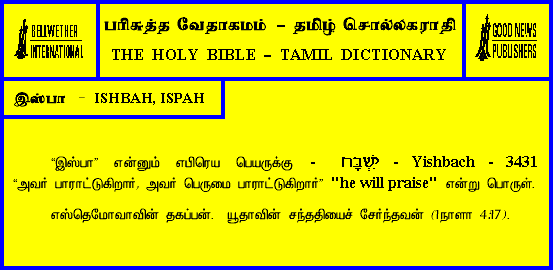 BELLWETHER INTERNATIONAL
பரிசுத்த வேதாகமம் – தமிழ் சொல்லகராதி
THE HOLY BIBLE – TAMIL DICTIONARY
GOOD NEWS PUBLISHERS
இஸ்பா – ISHBAH, ISPAH
“இஸ்பா” என்னும் எபிரெய பெயருக்கு - יִשְׁבָּח - Yishbach - 3431
“அவர் பாராட்டுகிறார், அவர் பெருமை பாராட்டுகிறார்” "he will praise" என்று பொருள்.
எஸ்தெமோவாவின் தகப்பன். யூதாவின் சந்ததியைச் சேர்ந்தவன் (1நாளா 4:17).